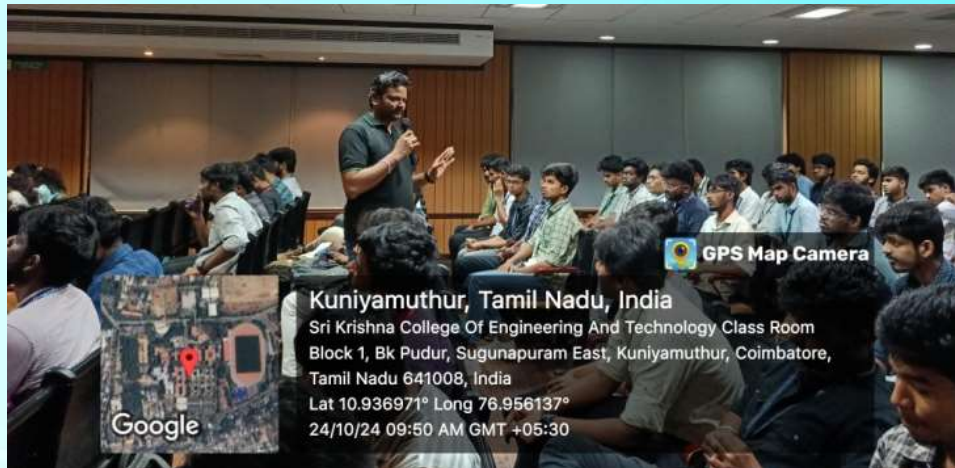 GPS Map Camera
Kuniyamuthur, Tamil Nadu, India
Sri Krishna College Of Engineering And Technology Class Room
Block 1, Bk Pudur, Sugunapuram East, Kuniyamuthur, Coimbatore,
Tamil Nadu 641008, India
Lat 10.936971° Long 76.956137°
24/10/24 09:50 AM GMT +05:30
Google